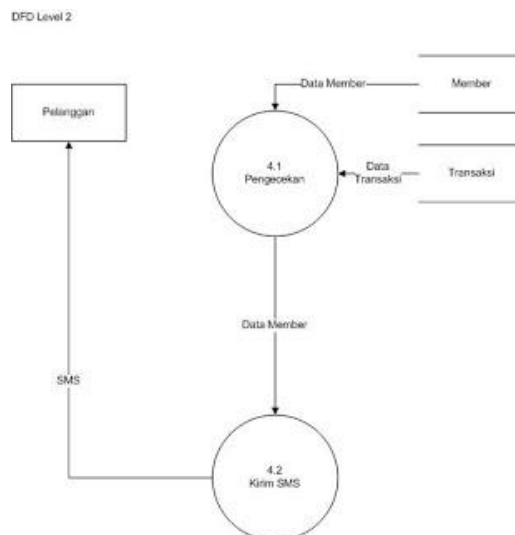 DFD Level 2
Data Member
Member
Pelanggan
4.1
Pengecekan
Data
Transaksi
Transaksi
Data Member
SMS
4.2
Kirim SMS